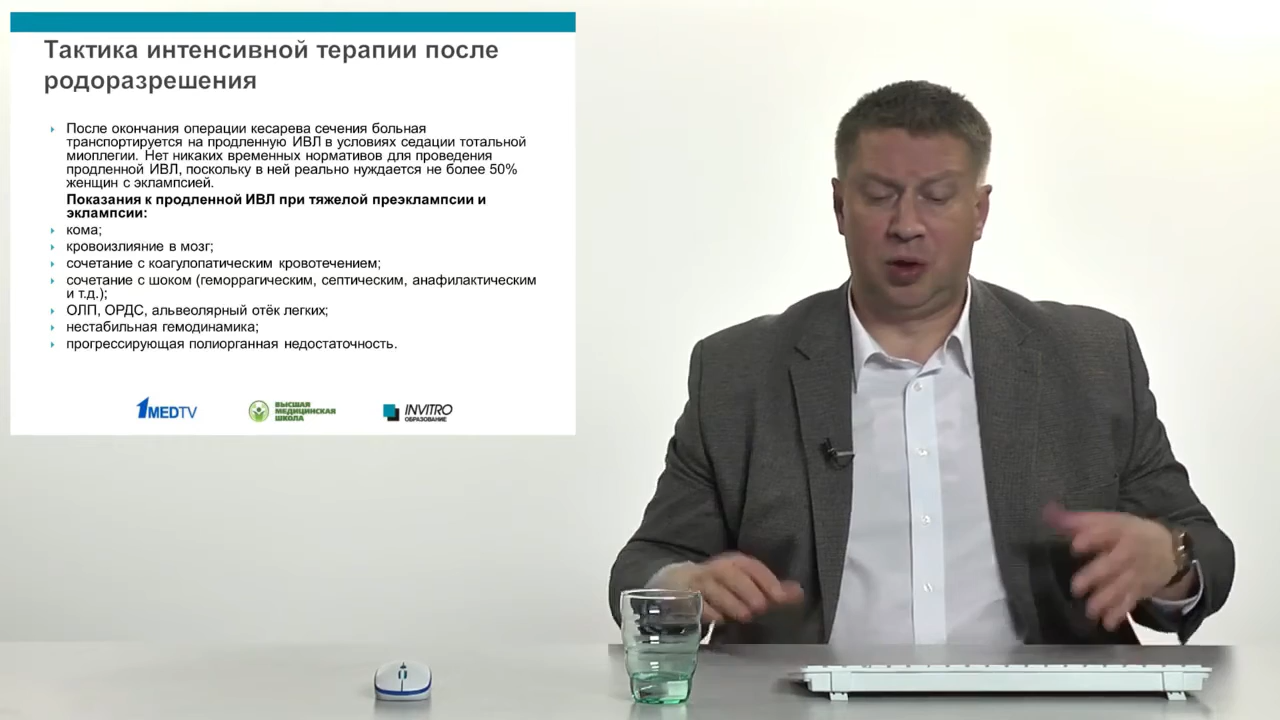 Тактика интенсивной терапии после
родоразрешения
После окончания операции кесарева сечения больная
транспортируется на продленную ИВЛ в условиях седации тотальной
миоплегии. Нет никаких временных нормативов для проведения
продленной ИВЛ, поскольку в ней реально нуждается не более 50%
женщин с эклампсией.
Показания к продленной ИВЛ при тяжелой преэклампсии и
эклампсии:
кома;
кровоизлияние в мозг;
сочетание с коагулопатическим кровотечением;
сочетание с шоком (геморрагическим, септическим, анафилактическим
и т.д.);
ОЛП, ОРДС, альвеолярный отёк легких;
нестабильная гемодинамика;
прогрессирующая полиорганная недостаточность.
1MEDTV
ВЫСШАЯ
МЕДИЦИНСКАЯ
ШКОЛА
INVITRO
ОБРАЗОВАНИЕ